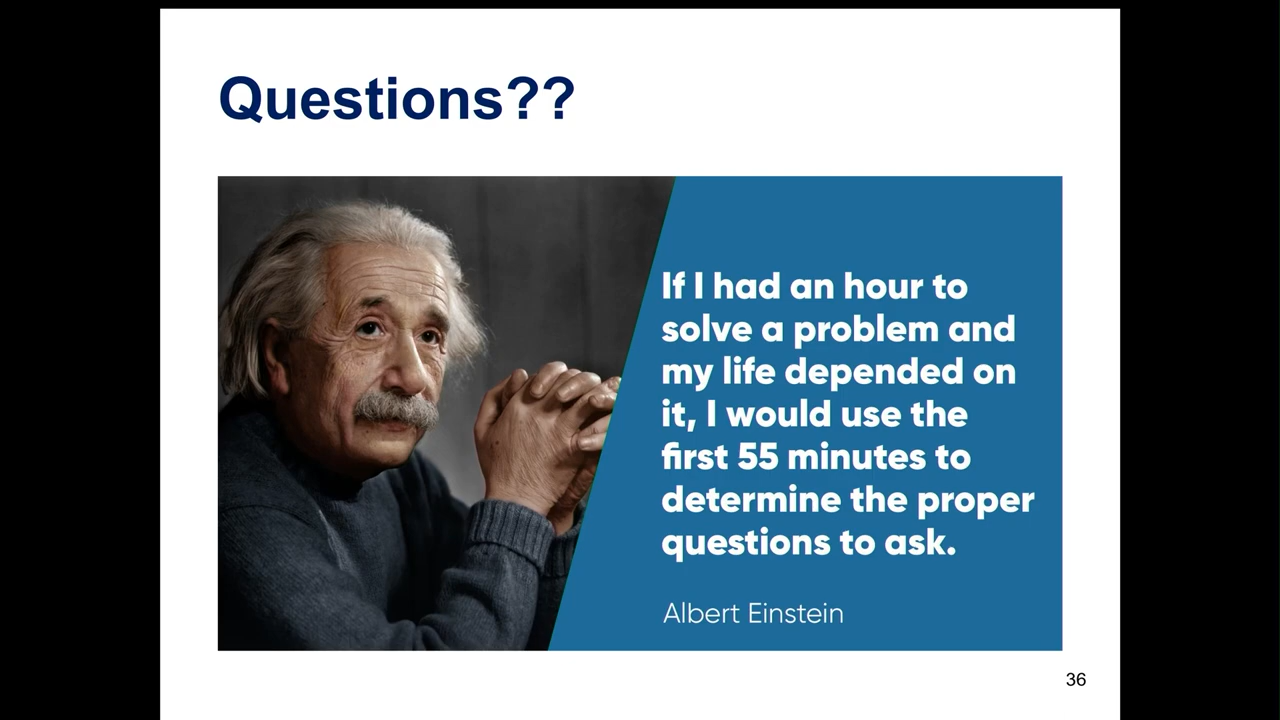 Questions??
If I had an hour to
solve a problem and
my life depended on
it, I would use the
first 55 minutes to
determine the proper
questions to ask.
Albert Einstein
36